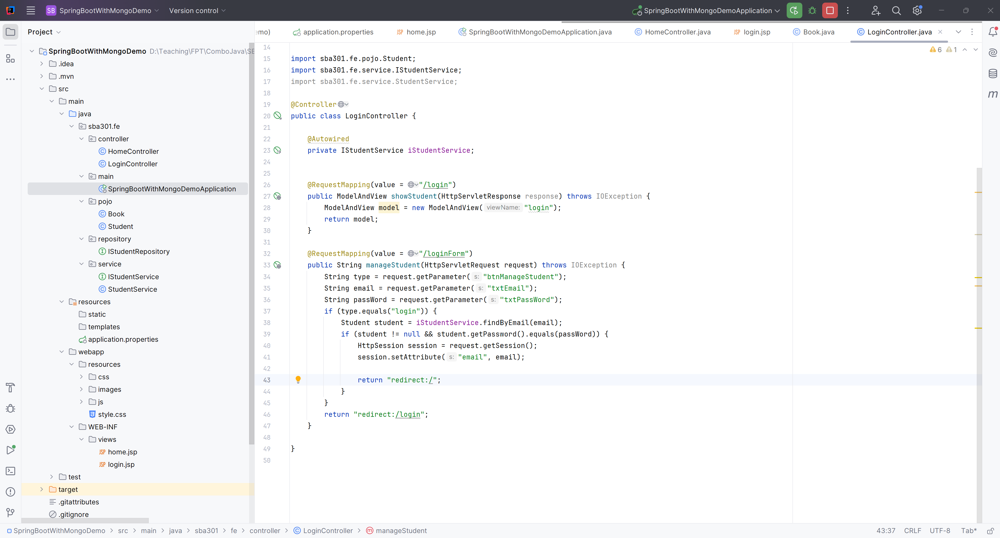 SB SpringBootWithMongoDemo Version control SpringBootWithMongoDemoApplication
Project
emo) application.properties JSP home.jsp SpringBootWithMongoDemoApplication.java HomeController.java JSP login.jsp Book.java LoginController.java
SpringBootWithMongoDemo D:\Teaching\FPT\ComboJava\SB
.idea
.mvn
src
main
java
sba301.fe
controller
HomeController
LoginController
main
SpringBootWithMongoDemoApplication
pojo
Book
Student
repository
IStudentRepository
service
IStudentService
StudentService
resources
static
templates
application.properties
webapp
resources
css
images
js
style.css
WEB-INF
views
JSP home.jsp
JSP login.jsp
test
target
.gitattributes
.gitignore
6 1
14
15 import sba301.fe.pojo.Student;
16 import sba301.fe.service.IStudentService;
17 import sba301.fe.service.StudentService;
18
19 @Controller
20 public class LoginController {
21
22 @Autowired
23 private IStudentService iStudentService;
24
25
26 @RequestMapping(value = "/login")
27 public ModelAndView showStudent(HttpServletResponse response) throws IOException {
28 ModelAndView model = new ModelAndView( viewName: "login");
29 return model;
30 }
31
32 @RequestMapping(value = "/loginForm")
33 public String manageStudent(HttpServletRequest request) throws IOException {
34 String type = request.getParameter( s: "btnManageStudent");
35 String email = request.getParameter( s: "txtEmail");
36 String passWord = request.getParameter( s: "txtPassWord");
37 if (type.equals("login")) {
38 Student student = iStudentService.findByEmail(email);
39 if (student != null && student.getPassword().equals(passWord)) {
40 HttpSession session = request.getSession();
41 session.setAttribute( s: "email", email);
42
43 return "redirect:/";
44 }
45 }
46 return "redirect:/login";
47 }
48
49 }
50
m
SpringBootWithMongoDemo > src > main > java > sba301 > fe > controller > LoginController > manageStudent
43:37 CRLF UTF-8 Tab*